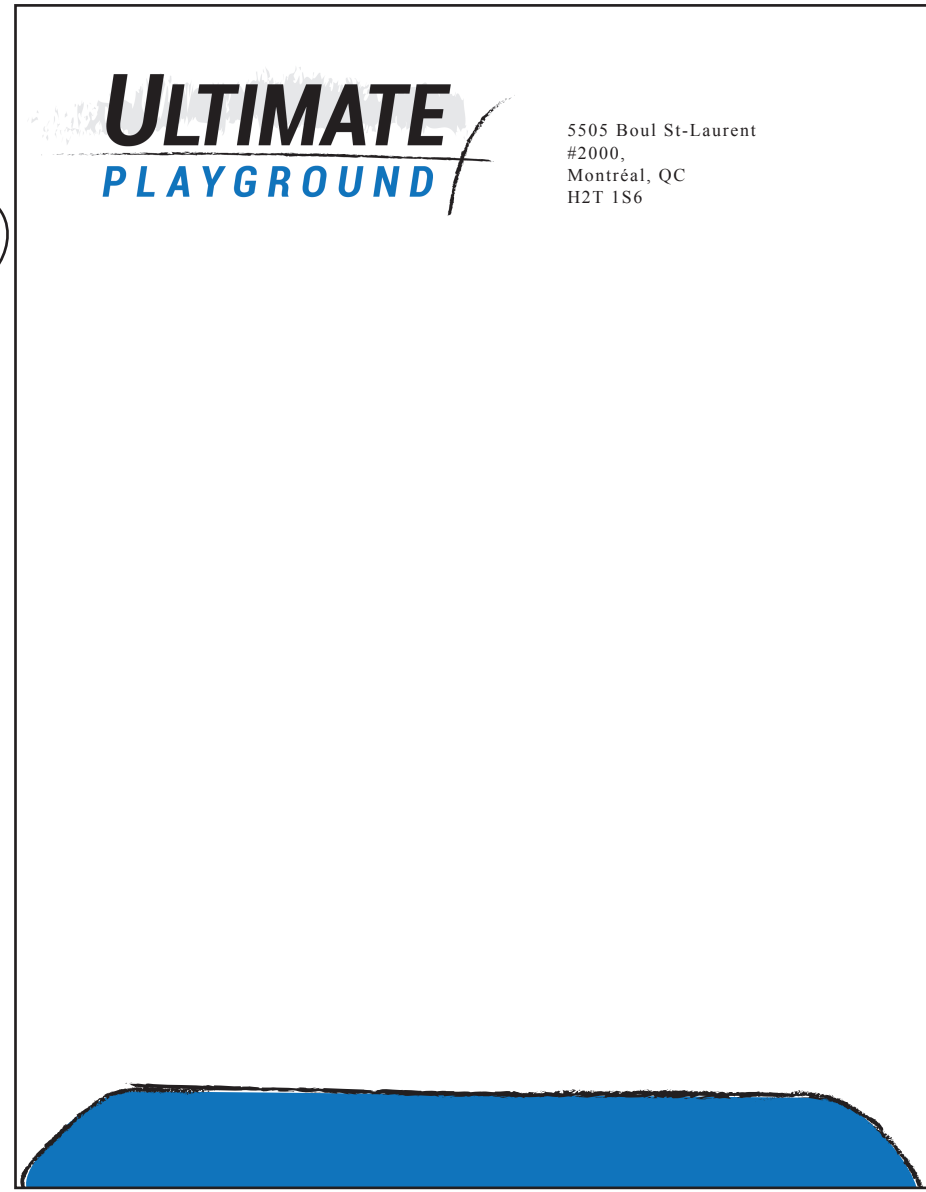 ULTIMATE
PLAYGROUND
5505 Boul St-Laurent
#2000,
Montréal, QC
H2T 1S6